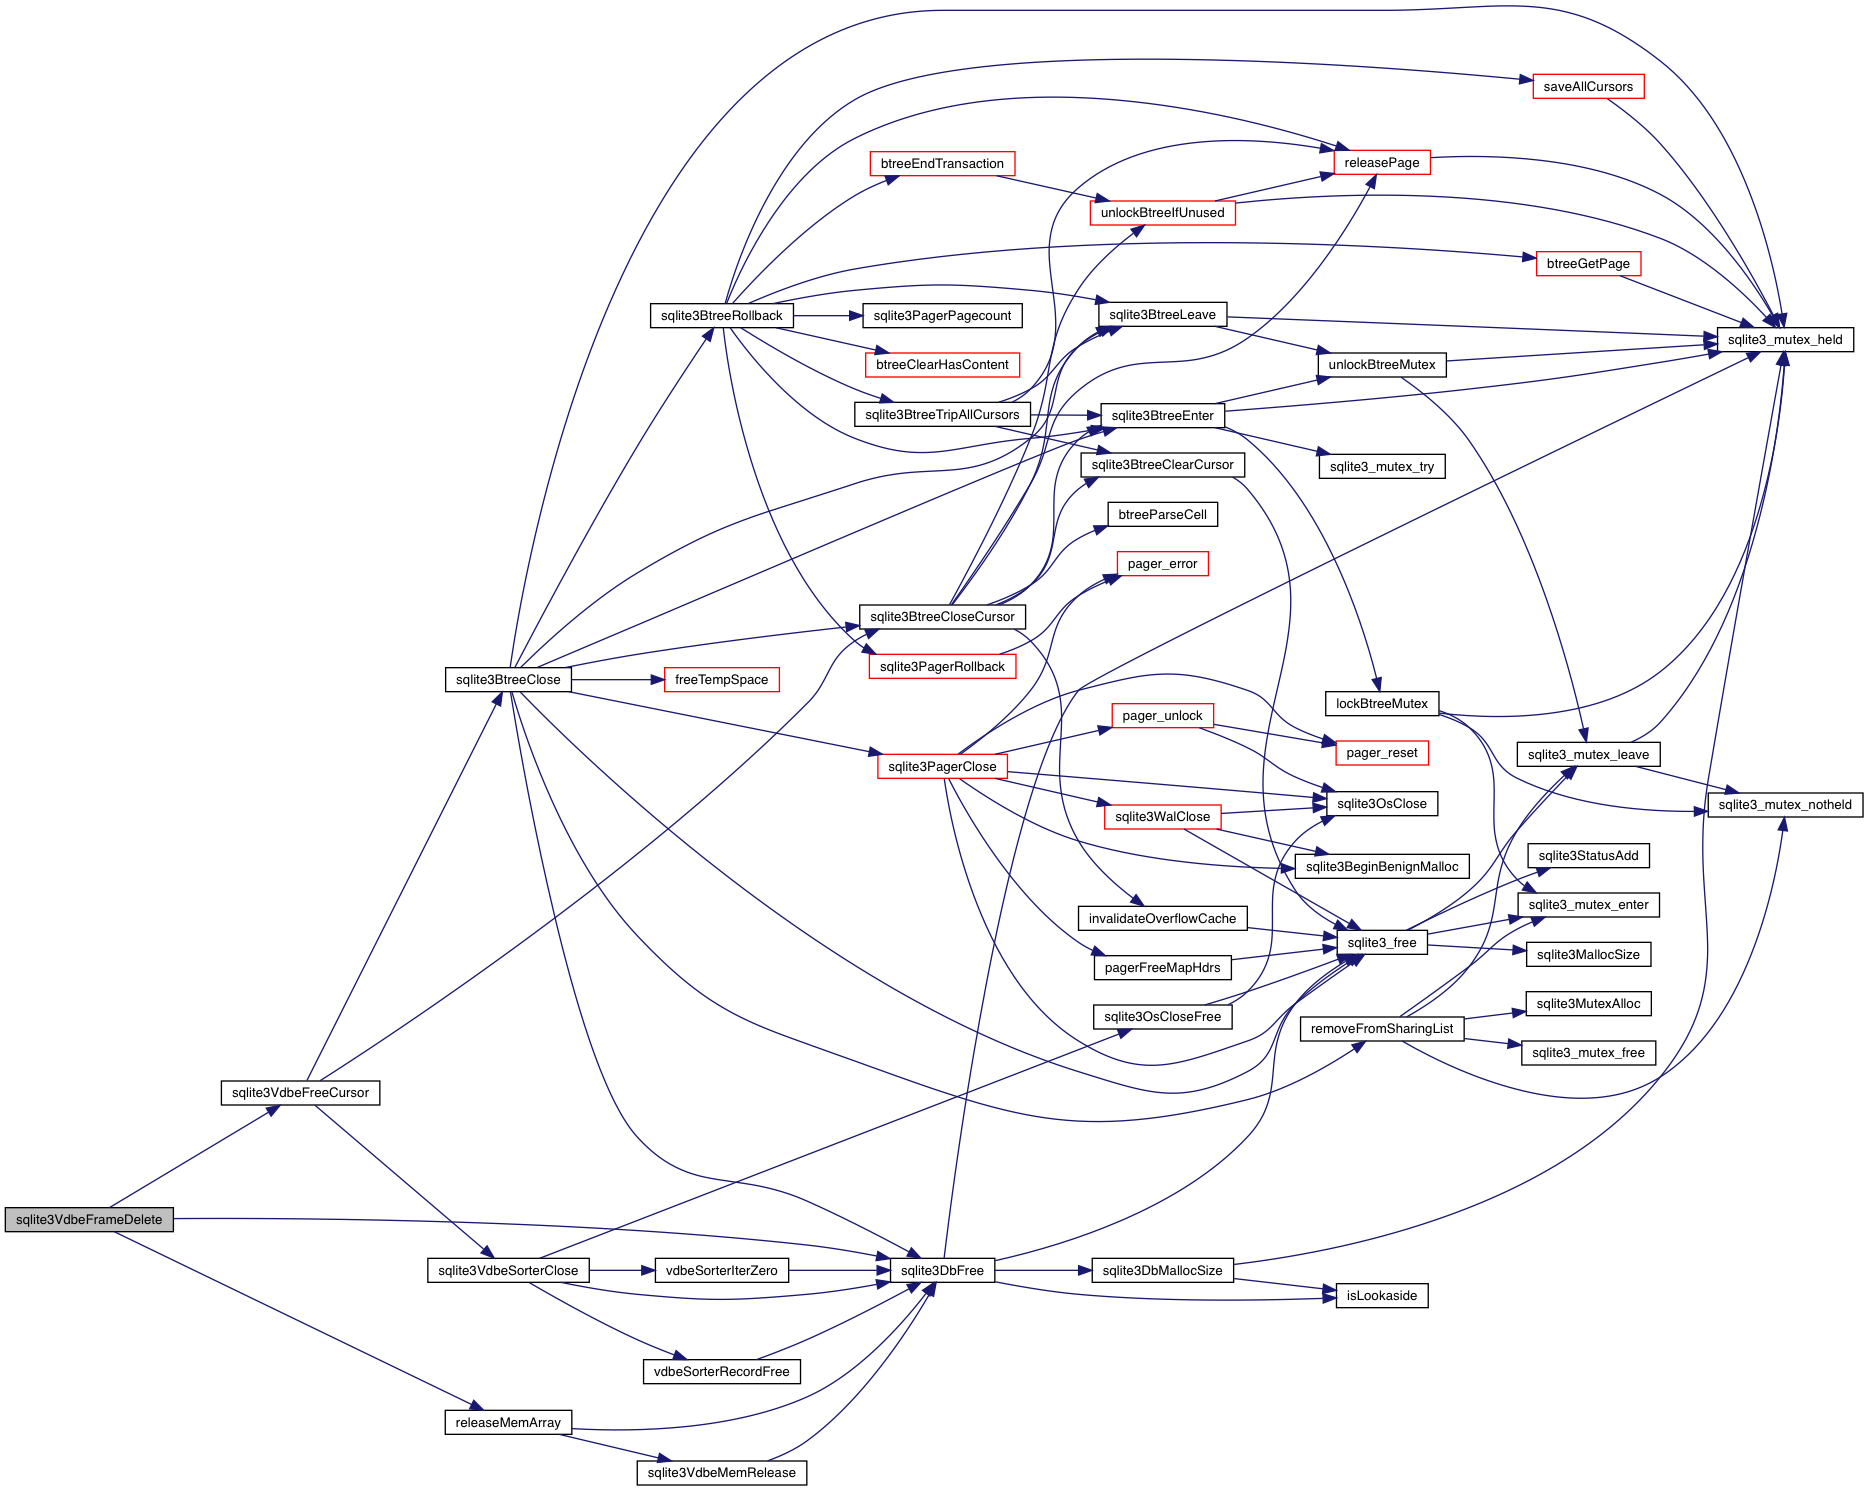 saveAllCursors
btreeEndTransaction
releasePage
unlockBtreeIfUnused
btreeGetPage
sqlite3BtreeRollback
sqlite3PagerPagecount
sqlite3BtreeLeave
sqlite3_mutex_held
btreeClearHasContent
unlockBtreeMutex
sqlite3BtreeTripAllCursors
sqlite3BtreeEnter
sqlite3BtreeClearCursor
sqlite3_mutex_try
btreeParseCell
pager_error
sqlite3BtreeCloseCursor
sqlite3PagerRollback
sqlite3BtreeClose
freeTempSpace
lockBtreeMutex
pager_unlock
pager_reset
sqlite3_mutex_leave
sqlite3PagerClose
sqlite3OsClose
sqlite3_mutex_notheld
sqlite3WalClose
sqlite3StatusAdd
sqlite3BeginBenignMalloc
sqlite3_mutex_enter
invalidateOverflowCache
sqlite3_free
sqlite3MallocSize
pagerFreeMapHdrs
sqlite3MutexAlloc
sqlite3OsCloseFree
removeFromSharingList
sqlite3_mutex_free
sqlite3VdbeFreeCursor
sqlite3VdbeFrameDelete
sqlite3VdbeSorterClose
vdbeSorterIterZero
sqlite3DbFree
sqlite3DbMallocSize
isLookaside
vdbeSorterRecordFree
releaseMemArray
sqlite3VdbeMemRelease